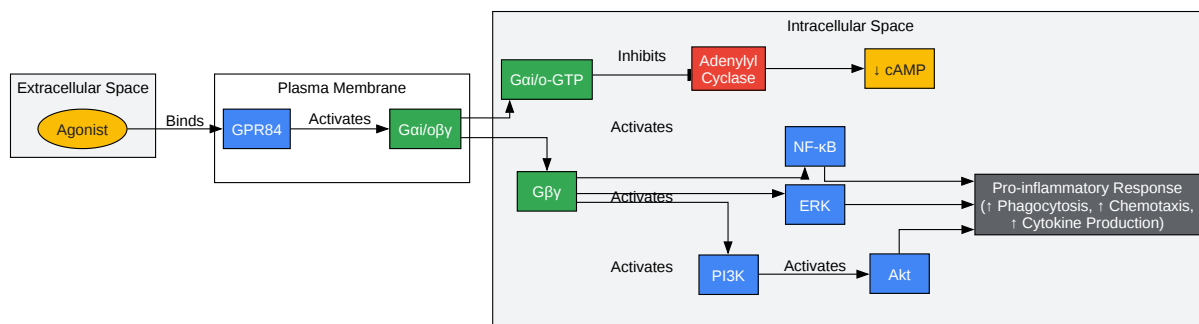 Intracellular Space
Extracellular Space
Plasma Membrane
Agonist
Binds
GPR84
Activates
Gαi/oβγ
Gαi/o-GTP
Inhibits
Adenylyl
Cyclase
↓ cAMP
Activates
NF-κB
Gβγ
Activates
ERK
Pro-inflammatory Response
(↑ Phagocytosis, ↑ Chemotaxis,
↑ Cytokine Production)
Activates
PI3K
Activates
Akt